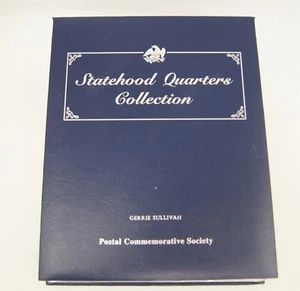 Statehood Quarters
Collection
GERRIE SULLIVAN
Postal Commemorative Society